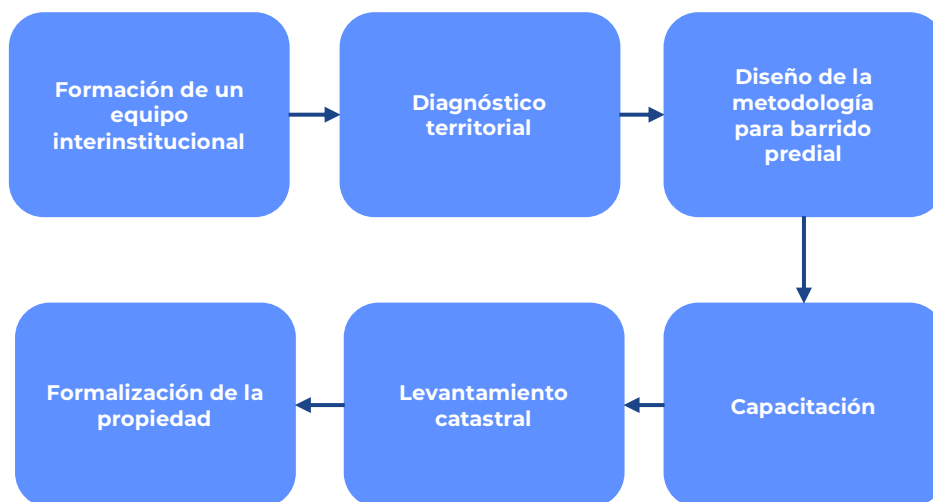 Formación de un
equipo
interinstitucional
Diagnóstico
territorial
Diseño de la
metodología
para barrido
predial
Formalización de la
propiedad
Levantamiento
catastral
Capacitación